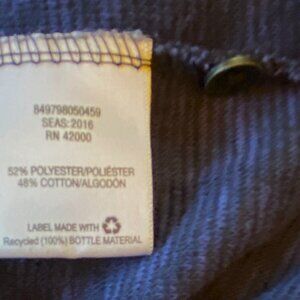 849798050459
SEAS: 2016
RN 42000
52% POLYESTER/POLIÉSTER
48% COTTON/ALGODÓN
LABEL MADE WITH
Recycled (100%) BOTTLE MATERIAL